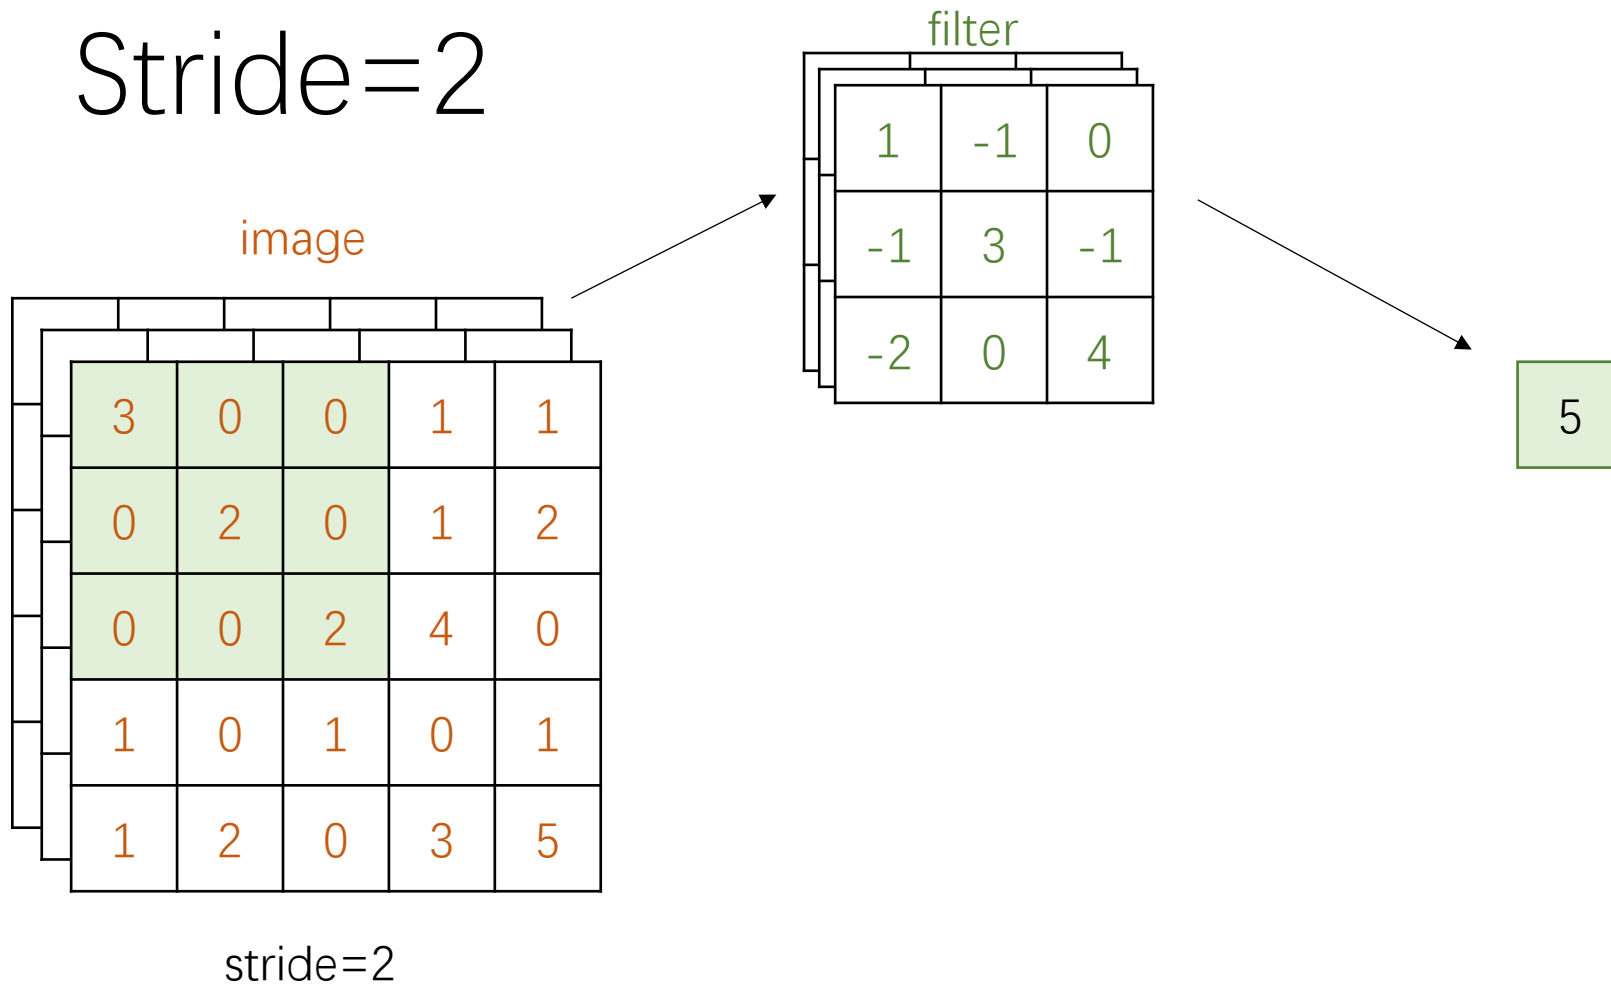 Stride=2
filter
1 -1 0
-1 3 -1
-2 0 4
image
3 0 0 1 1
0 2 0 1 2
0 0 2 4 0
1 0 1 0 1
1 2 0 3 5
5
stride=2